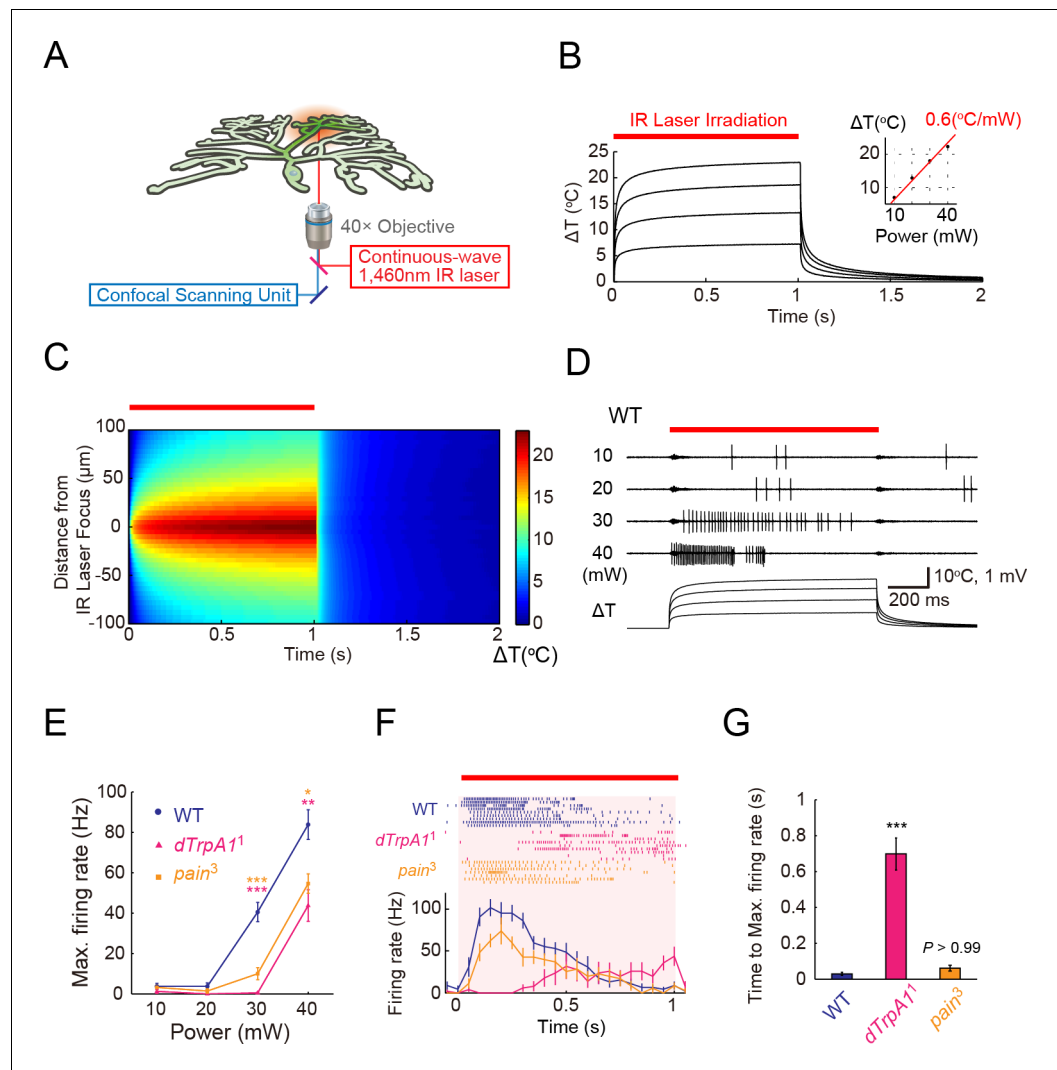 A
40× Objective
Continuous-wave
1,460nm IR laser
Confocal Scanning Unit
B
IR Laser Irradiation
ΔT (°C)
25
20
15
10
5
0
0 0.5 1 1.5 2
Time (s)
ΔT(°C)
0.6(°C/mW)
20
10
10 40
Power (mW)
C
Distance from
IR Laser Focus (μm)
100
50
0
-50
-100
0 0.5 1 1.5 2
Time (s)
20
15
10
5
0
ΔT(°C)
D
WT
10
20
30
40
(mW)
10°C, 1 mV
200 ms
ΔT
E
Max. firing rate (Hz)
100
80
60
40
20
0
WT
dTrpA1¹
pain³
***
***
*
**
10 20 30 40
Power (mW)
F
WT
dTrpA1¹
pain³
Firing rate (Hz)
100
50
0
0 0.5 1
Time (s)
G
Time to Max. firing rate (s)
1
0.8
0.6
0.4
0.2
0
***
P > 0.99
WT
dTrpA1¹
pain³